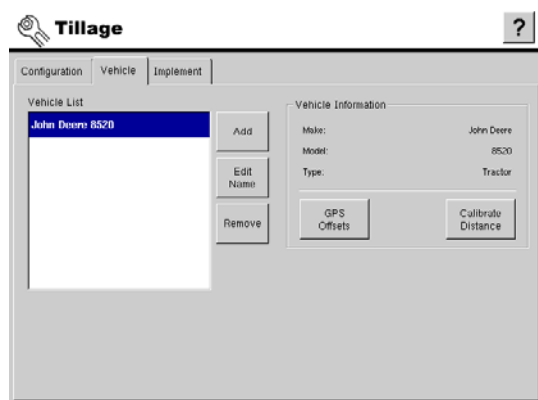 Tillage
?
Configuration Vehicle Implement
Vehicle List
John Deere 8520
Add
Edit
Name
Remove
Vehicle Information
Make: John Deere
Model: 8520
Type: Tractor
GPS
Offsets
Calibrate
Distance